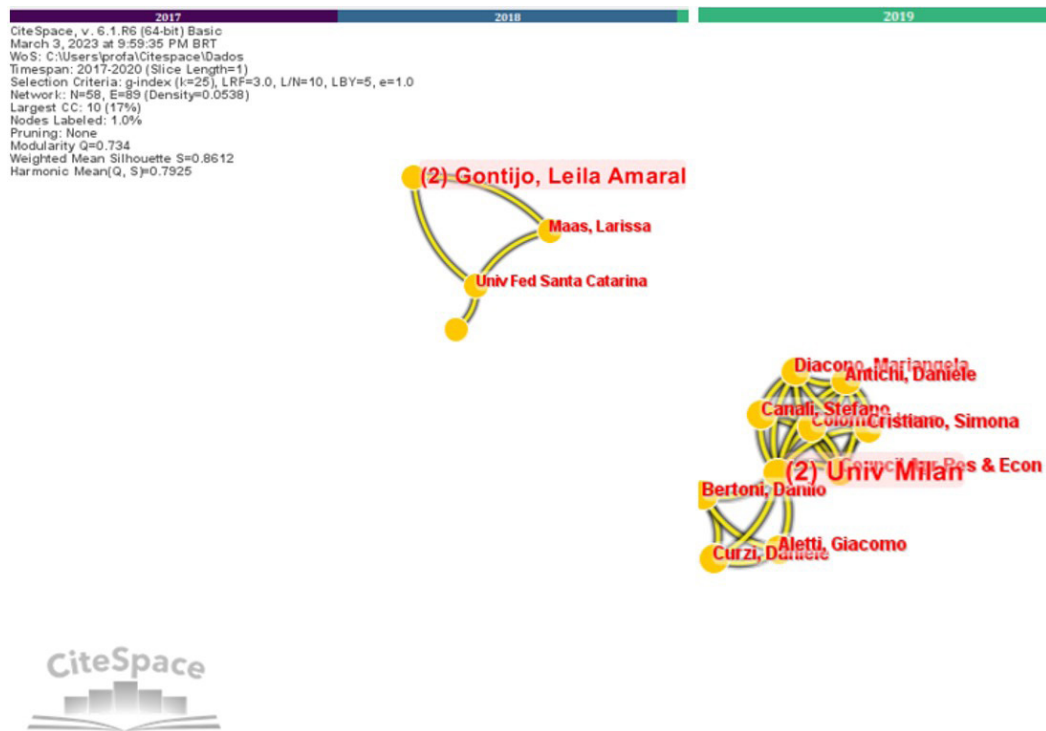 2017 2018 2019
CiteSpace, v. 6.1.R6 (64-bit) Basic
March 3, 2023 at 9:59:35 PM BRT
WoS: C:\Users\profa\Citespace\Dados
Timespan: 2017-2020 (Slice Length=1)
Selection Criteria: g-index (k=25), LRF=3.0, L/N=10, LBY=5, e=1.0
Network: N=58, E=89 (Density=0.0538)
Largest CC: 10 (17%)
Nodes Labeled: 1.0%
Pruning: None
Modularity Q=0.734
Weighted Mean Silhouette S=0.8612
Harmonic Mean(Q, S)=0.7925
(2) Gontijo, Leila Amaral
Maas, Larissa
Univ Fed Santa Catarina
Diacono, Mariangela
Antichi, Daniele
Canali, Stefano
Cristiano, Simona
Council for Res & Econ
(2) Univ Milan
Bertoni, Danilo
Aletti, Giacomo
Curzi, Daniele
CiteSpace